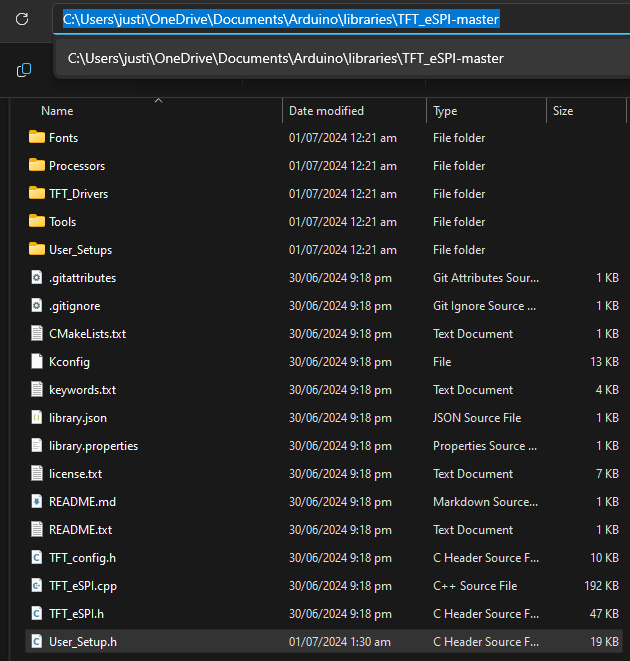 C:\Users\justi\OneDrive\Documents\Arduino\libraries\TFT_eSPI-master
C:\Users\justi\OneDrive\Documents\Arduino\libraries\TFT_eSPI-master
Name Date modified Type Size
Fonts 01/07/2024 12:21 am File folder
Processors 01/07/2024 12:21 am File folder
TFT_Drivers 01/07/2024 12:21 am File folder
Tools 01/07/2024 12:21 am File folder
User_Setups 01/07/2024 12:21 am File folder
.gitattributes 30/06/2024 9:18 pm Git Attributes Sour... 1 KB
.gitignore 30/06/2024 9:18 pm Git Ignore Source ... 1 KB
CMakeLists.txt 30/06/2024 9:18 pm Text Document 1 KB
Kconfig 30/06/2024 9:18 pm File 13 KB
keywords.txt 30/06/2024 9:18 pm Text Document 4 KB
library.json 30/06/2024 9:18 pm JSON Source File 1 KB
library.properties 30/06/2024 9:18 pm Properties Source ... 1 KB
license.txt 30/06/2024 9:18 pm Text Document 7 KB
README.md 30/06/2024 9:18 pm Markdown Source... 1 KB
README.txt 30/06/2024 9:18 pm Text Document 1 KB
TFT_config.h 30/06/2024 9:18 pm C Header Source F... 10 KB
TFT_eSPI.cpp 30/06/2024 9:18 pm C++ Source File 192 KB
TFT_eSPI.h 30/06/2024 9:18 pm C Header Source F... 47 KB
User_Setup.h 01/07/2024 1:30 am C Header Source F... 19 KB